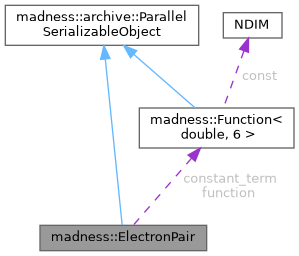 madness::archive::Parallel
SerializableObject
NDIM
const
madness::Function<
double, 6 >
constant_term
function
madness::ElectronPair